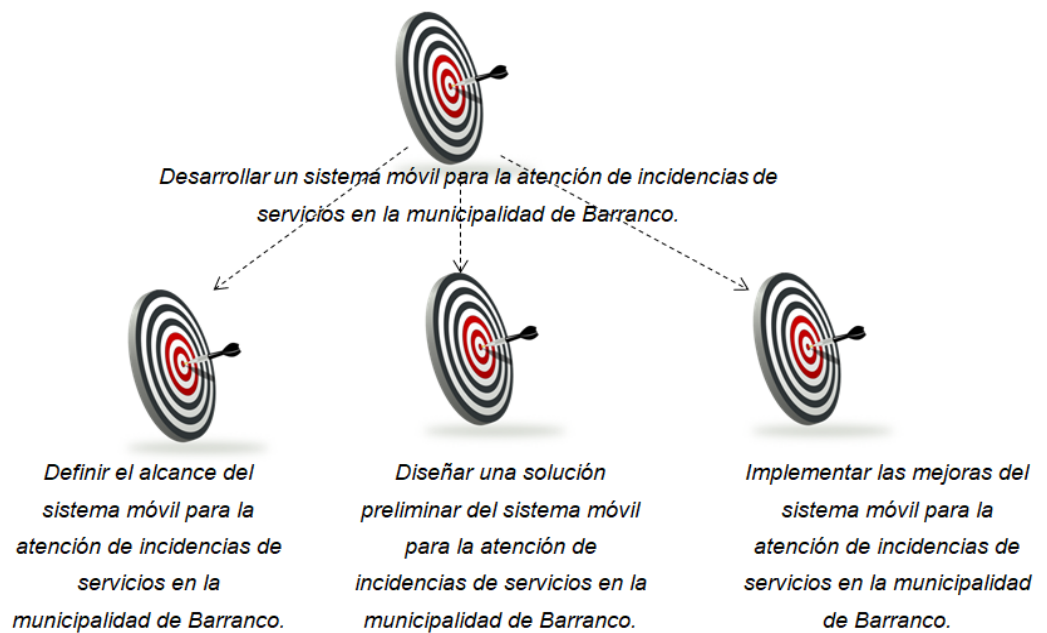 Desarrollar un sistema móvil para la atención de incidencias de
servicios en la municipalidad de Barranco.
Definir el alcance del
sistema móvil para la
atención de incidencias de
servicios en la
municipalidad de Barranco.
Diseñar una solución
preliminar del sistema móvil
para la atención de
incidencias de servicios en la
municipalidad de Barranco.
Implementar las mejoras del
sistema móvil para la
atención de incidencias de
servicios en la municipalidad
de Barranco.